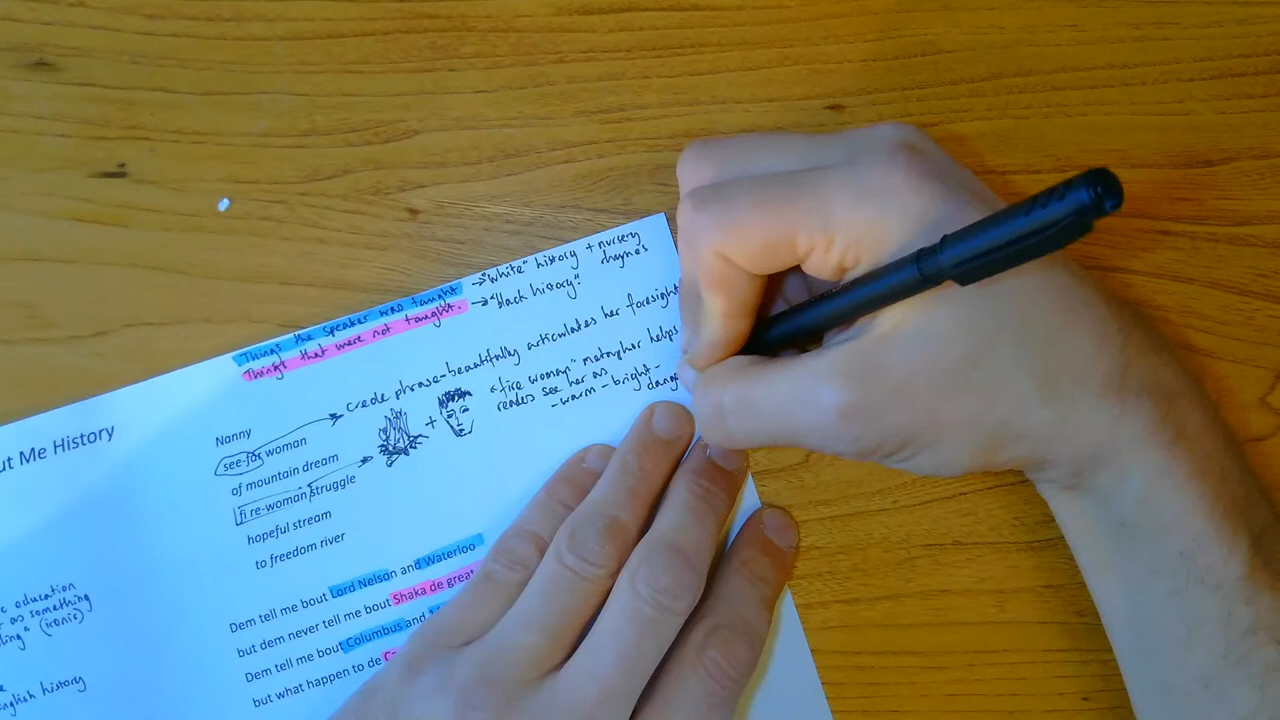 Things the speaker was taught → "white" history + nursery
rhymes
Things that were not taught. → "black history".
ut Me History
Creole phrase - beautifully articulates her foresight
"fire woman" metaphor helps
readers see her as
- warm - bright -
dang
+
Nanny
see-far woman
of mountain dream
fi re-woman struggle
hopeful stream
to freedom river
Dem tell me bout Lord Nelson and Waterloo
but dem never tell me bout Shaka de great
Dem tell me bout Columbus and
but what happen to de
c education
as something
ling" (ironic)
nglish history